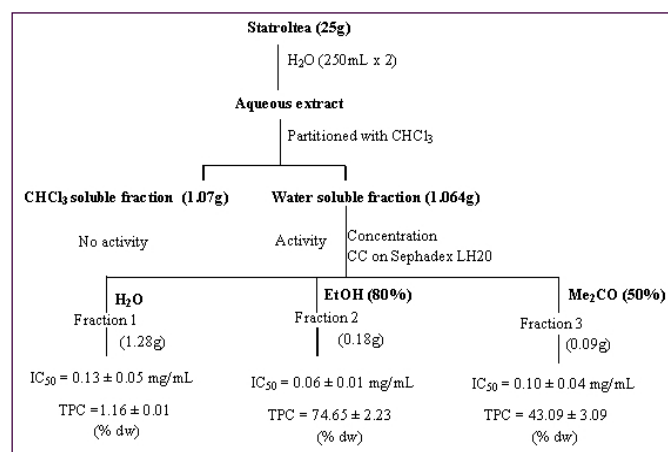 Statroltea (25g)
H₂O (250mL x 2)
Aqueous extract
Partitioned with CHCl₃
CHCl₃ soluble fraction (1.07g)
Water soluble fraction (1.064g)
No activity
Activity
Concentration
CC on Sephadex LH20
H₂O
Fraction 1
(1.28g)
EtOH (80%)
Fraction 2
(0.18g)
Me₂CO (50%)
Fraction 3
(0.09g)
IC₅₀ = 0.13 ± 0.05 mg/mL
IC₅₀ = 0.06 ± 0.01 mg/mL
IC₅₀ = 0.10 ± 0.04 mg/mL
TPC =1.16 ± 0.01
(% dw)
TPC = 74.65 ± 2.23
(% dw)
TPC = 43.09 ± 3.09
(% dw)